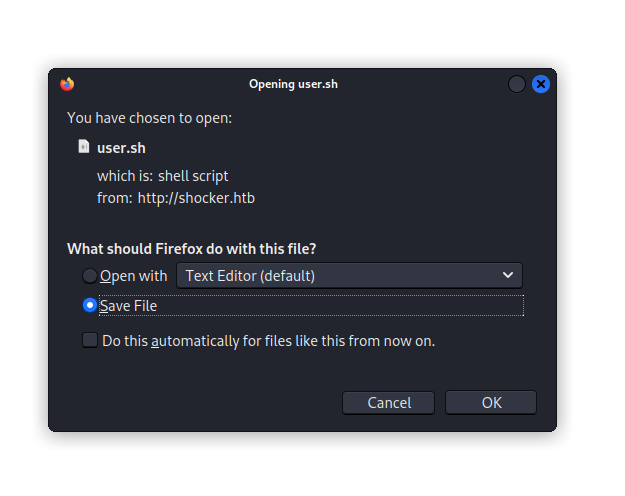 Opening user.sh
You have chosen to open:
user.sh
which is: shell script
from: http://shocker.htb
What should Firefox do with this file?
Open with Text Editor (default)
Save File
Do this automatically for files like this from now on.
Cancel OK